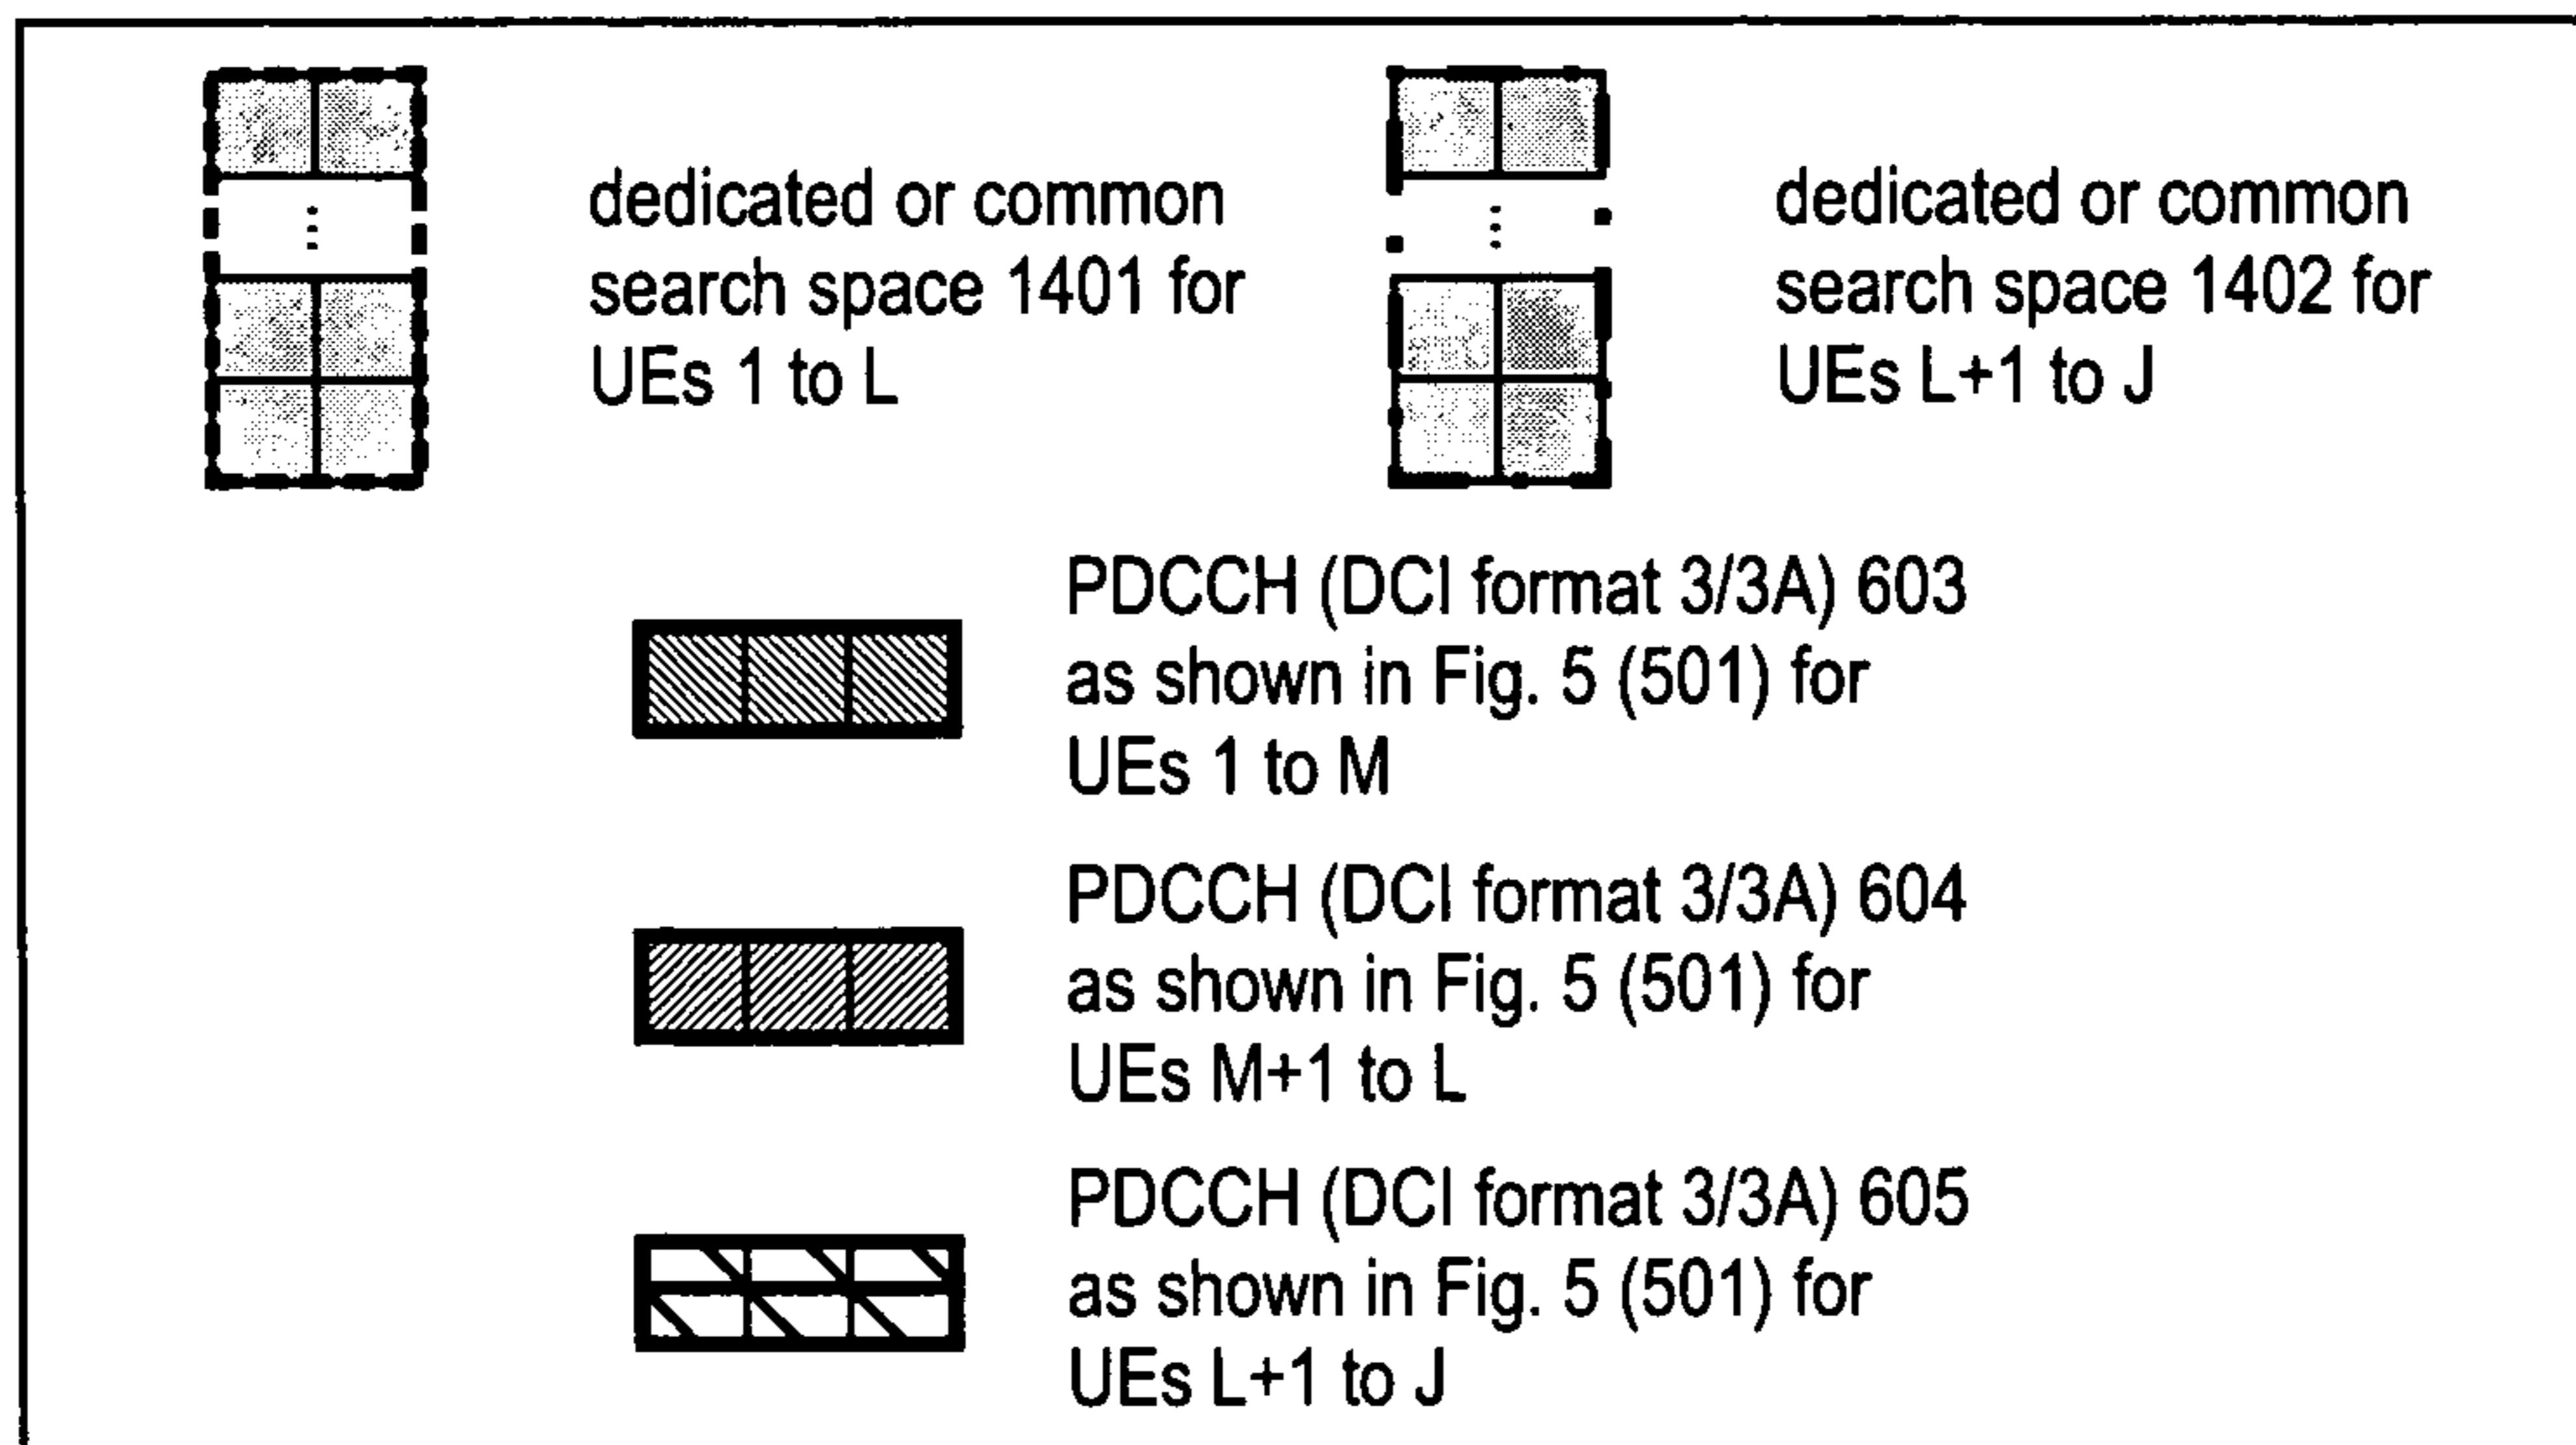 dedicated or common
search space 1401 for
UEs 1 to L
dedicated or common
search space 1402 for
UEs L+1 to J
PDCCH (DCI format 3/3A) 603
as shown in Fig. 5 (501) for
UEs 1 to M
PDCCH (DCI format 3/3A) 604
as shown in Fig. 5 (501) for
UEs M+1 to L
PDCCH (DCI format 3/3A) 605
as shown in Fig. 5 (501) for
UEs L+1 to J